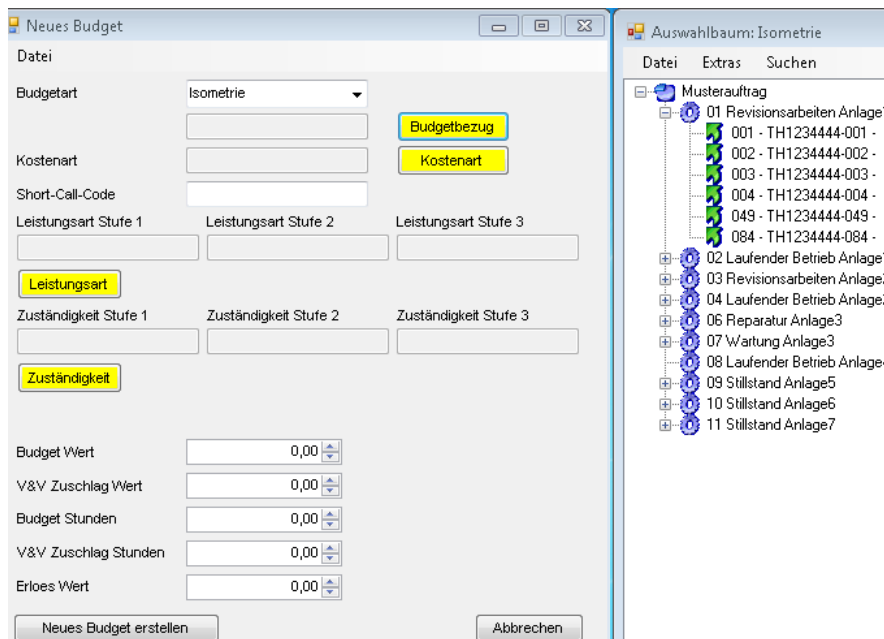 Neues Budget
Datei
Budgetart Isometrie
Budgetbezug
Kostenart Kostenart
Short-Call-Code
Leistungsart Stufe 1 Leistungsart Stufe 2 Leistungsart Stufe 3
Leistungsart
Zuständigkeit Stufe 1 Zuständigkeit Stufe 2 Zuständigkeit Stufe 3
Zuständigkeit
Budget Wert 0,00
V&V Zuschlag Wert 0,00
Budget Stunden 0,00
V&V Zuschlag Stunden 0,00
Erloes Wert 0,00
Neues Budget erstellen Abbrechen
Auswahlbaum: Isometrie
Datei Extras Suchen
Musterauftrag
01 Revisionsarbeiten Anlage
001 - TH1234444-001 -
002 - TH1234444-002 -
003 - TH1234444-003 -
004 - TH1234444-004 -
049 - TH1234444-049 -
084 - TH1234444-084 -
02 Laufender Betrieb Anlage
03 Revisionsarbeiten Anlage
04 Laufender Betrieb Anlage
06 Reparatur Anlage3
07 Wartung Anlage3
08 Laufender Betrieb Anlage
09 Stillstand Anlage5
10 Stillstand Anlage6
11 Stillstand Anlage7